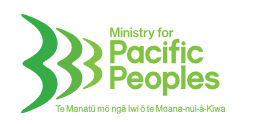 Ministry for
Pacific
Peoples
Te Manatū mō ngā Iwi ō te Moana-nui-ā-Kiwa